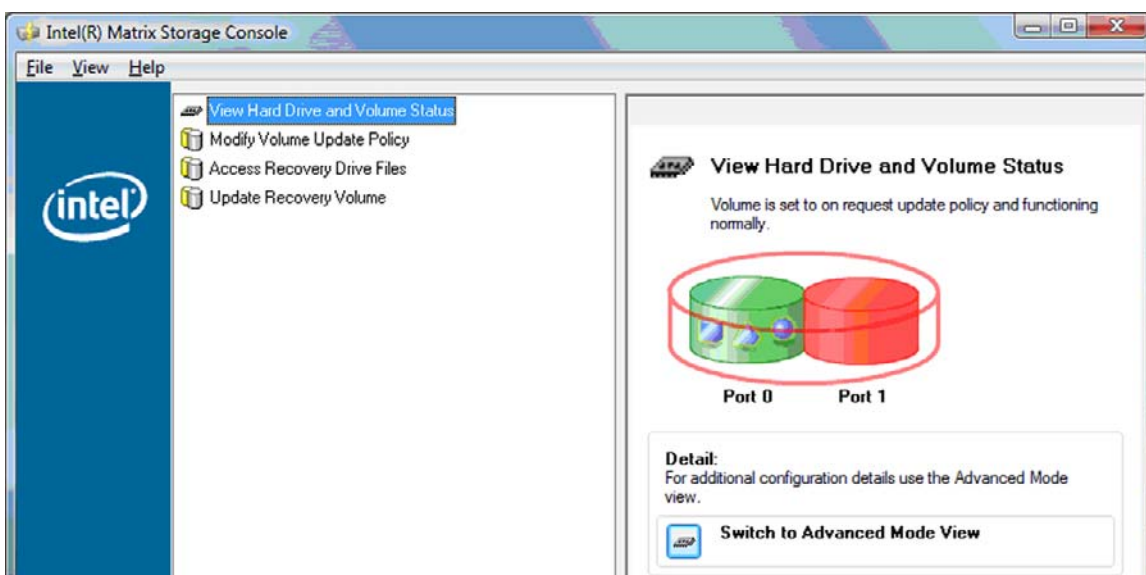 Intel(R) Matrix Storage Console
File View Help
intel
View Hard Drive and Volume Status
Modify Volume Update Policy
Access Recovery Drive Files
Update Recovery Volume
View Hard Drive and Volume Status
Volume is set to on request update policy and functioning
normally.
Port 0 Port 1
Detail:
For additional configuration details use the Advanced Mode
view.
Switch to Advanced Mode View